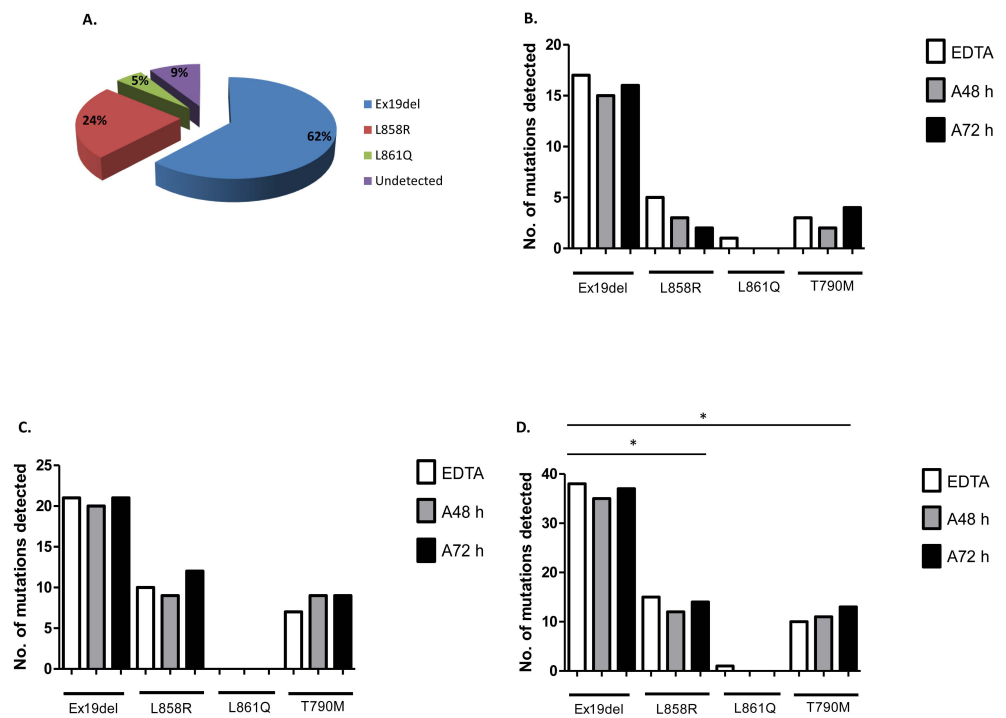 A.
62%
24%
5%
9%
Ex19del
L858R
L861Q
Undetected
B.
No. of mutations detected
20
15
10
5
0
Ex19del L858R L861Q T790M
EDTA
A48 h
A72 h
C.
No. of mutations detected
25
20
15
10
5
0
Ex19del L858R L861Q T790M
EDTA
A48 h
A72 h
D.
*
*
No. of mutations detected
40
30
20
10
0
Ex19del L858R L861Q T790M
EDTA
A48 h
A72 h